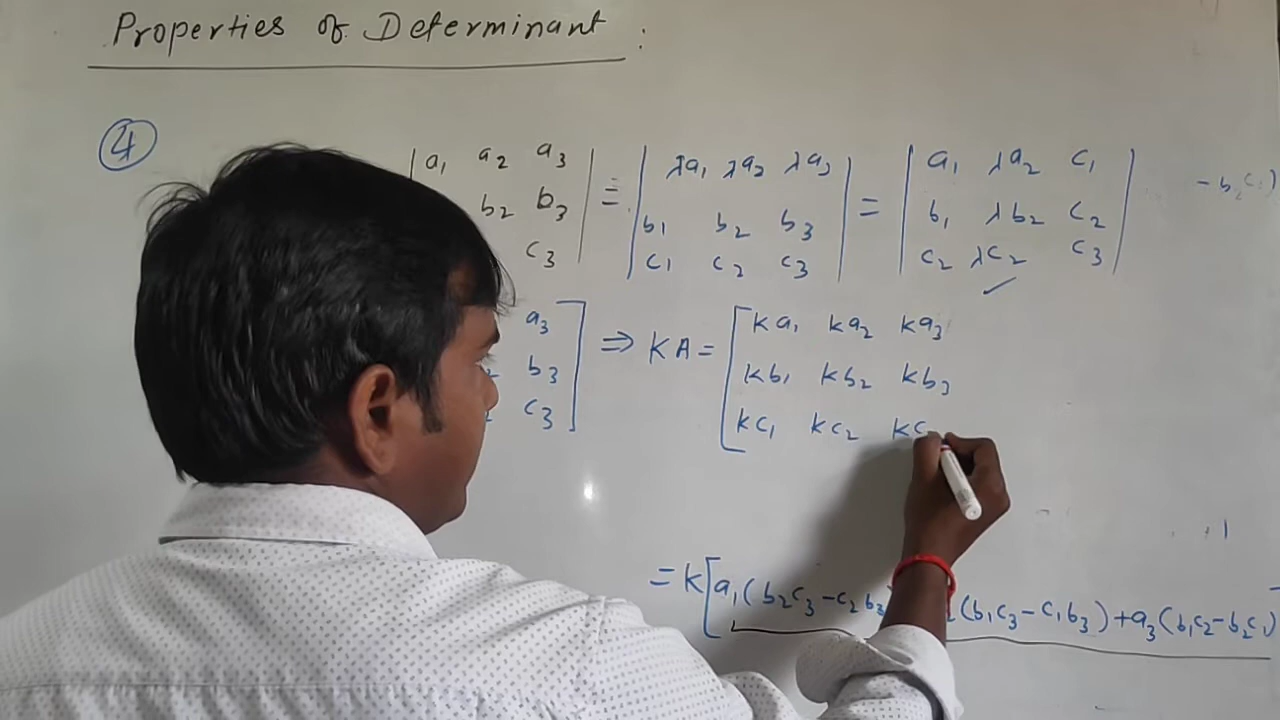 Properties of Determinant :
④
| a₁ a₂ a₃ | = | λa₁ λa₂ λa₃ | = | a₁ λa₂ c₁ | - b₂c₁)
b₂ b₃ | | b₁ b₂ b₃ | | b₁ λb₂ c₂ |
c₃ | | c₁ c₂ c₃ | | c₂ λc₂ c₃ |
✓
a₃ ] ⇒ KA = [ ka₁ ka₂ ka₃
b₃ ] [ kb₁ kb₂ kb₃
c₃ ] [ kc₁ kc₂ kc
+1
= k[a₁(b₂c₃-c₂b₃ (b₁c₃-c₁b₃)+a₃(b₁c₂-b₂c₁)